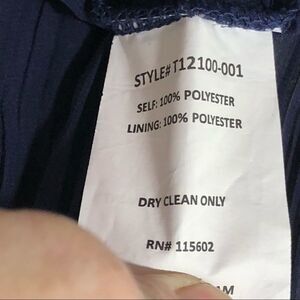 STYLE# T12100-001
SELF: 100% POLYESTER
LINING: 100% POLYESTER
DRY CLEAN ONLY
RN# 115602